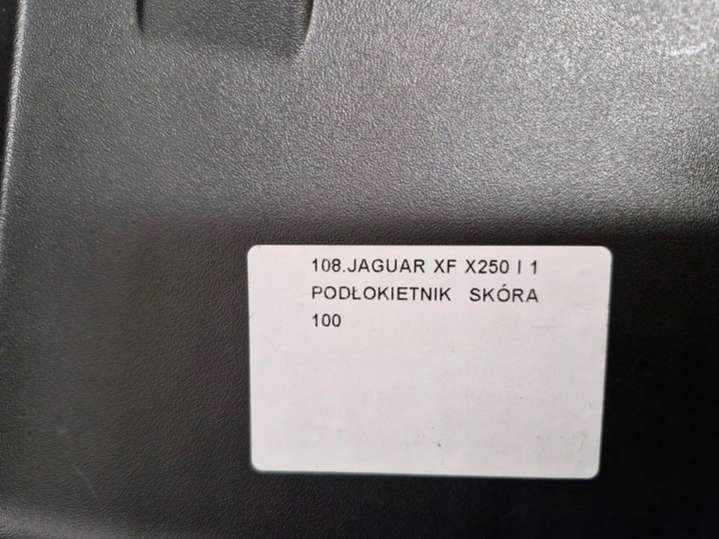 108.JAGUAR XF X250 I 1
PODŁOKIETNIK SKÓRA
100